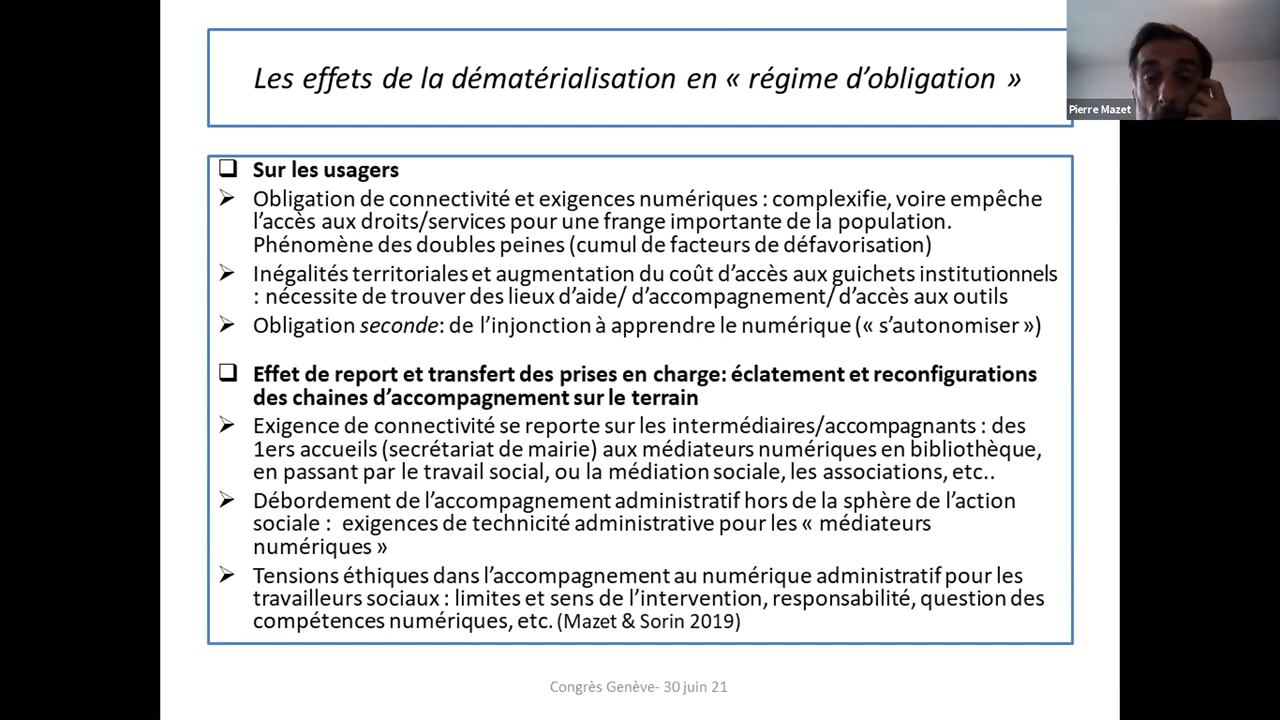 Les effets de la dématérialisation en « régime d’obligation »
Pierre Mazet
Sur les usagers
Obligation de connectivité et exigences numériques : complexifie, voire empêche
l’accès aux droits/services pour une frange importante de la population.
Phénomène des doubles peines (cumul de facteurs de défavorisation)
Inégalités territoriales et augmentation du coût d’accès aux guichets institutionnels
: nécessite de trouver des lieux d’aide/ d’accompagnement/ d’accès aux outils
Obligation seconde: de l’injonction à apprendre le numérique (« s’autonomiser »)
Effet de report et transfert des prises en charge: éclatement et reconfigurations
des chaines d’accompagnement sur le terrain
Exigence de connectivité se reporte sur les intermédiaires/accompagnants : des
1ers accueils (secrétariat de mairie) aux médiateurs numériques en bibliothèque,
en passant par le travail social, ou la médiation sociale, les associations, etc..
Débordement de l’accompagnement administratif hors de la sphère de l’action
sociale : exigences de technicité administrative pour les « médiateurs
numériques »
Tensions éthiques dans l’accompagnement au numérique administratif pour les
travailleurs sociaux : limites et sens de l’intervention, responsabilité, question des
compétences numériques, etc. (Mazet & Sorin 2019)
Congrès Genève- 30 juin 21